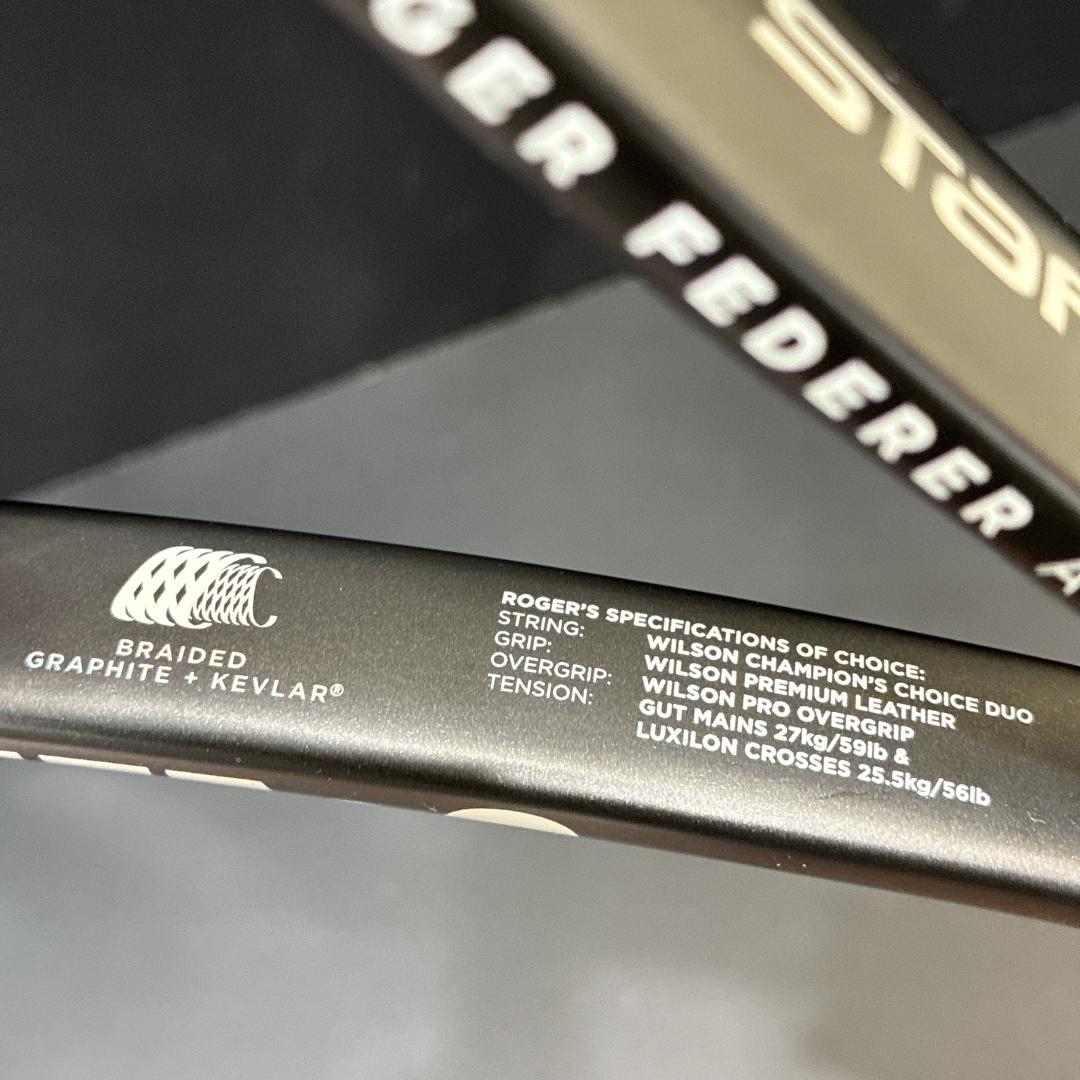 GER FEDERER A
STar
BRAIDED
GRAPHITE + KEVLAR®
ROGER'S SPECIFICATIONS OF CHOICE:
STRING: WILSON CHAMPION'S CHOICE DUO
GRIP: WILSON PREMIUM LEATHER
OVERGRIP: WILSON PRO OVERGRIP
TENSION: GUT MAINS 27kg/59lb &
LUXILON CROSSES 25.5kg/56lb